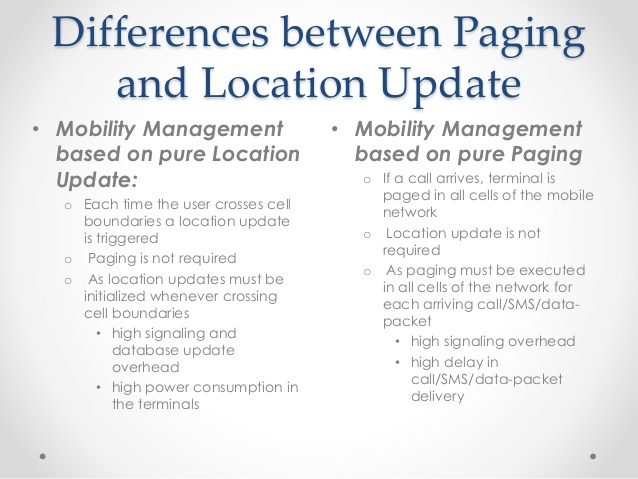 Differences between Paging
and Location Update
• Mobility Management
based on pure Location
Update:
o Each time the user crosses cell
boundaries a location update
is triggered
o Paging is not required
o As location updates must be
initialized whenever crossing
cell boundaries
• high signaling and
database update
overhead
• high power consumption in
the terminals
• Mobility Management
based on pure Paging
o If a call arrives, terminal is
paged in all cells of the mobile
network
o Location update is not
required
o As paging must be executed
in all cells of the network for
each arriving call/SMS/data-
packet
• high signaling overhead
• high delay in
call/SMS/data-packet
delivery